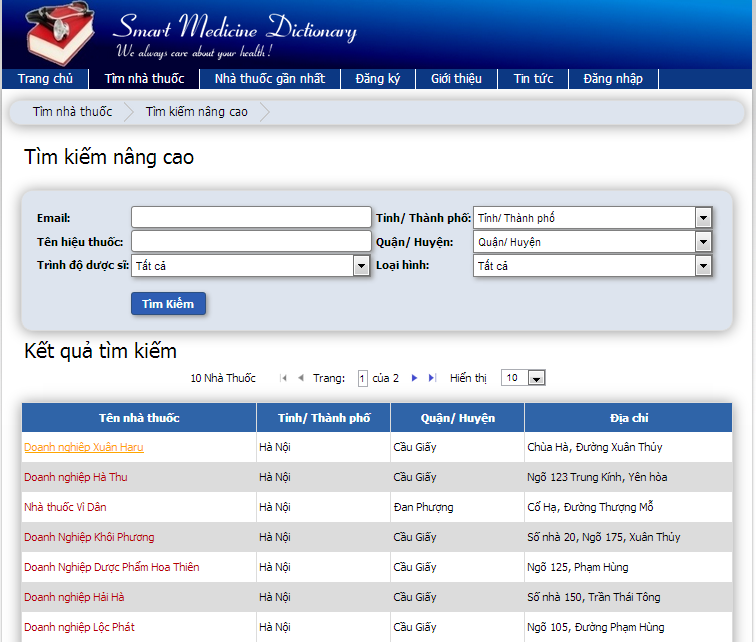 Smart Medicine Dictionary
We always care about your health !
Trang chủ Tìm nhà thuốc Nhà thuốc gần nhất Đăng ký Giới thiệu Tin tức Đăng nhập
Tìm nhà thuốc Tìm kiếm nâng cao
Tìm kiếm nâng cao
Email: Tỉnh/ Thành phố: Tỉnh/ Thành phố
Tên hiệu thuốc: Quận/ Huyện: Quận/ Huyện
Trình độ dược sĩ: Tất cả Loại hình: Tất cả
Tìm Kiếm
Kết quả tìm kiếm
10 Nhà Thuốc Trang: 1 của 2 Hiển thị 10
Tên nhà thuốc Tỉnh/ Thành phố Quận/ Huyện Địa chỉ
Doanh nghiệp Xuân Haru Hà Nội Cầu Giấy Chùa Hà, Đường Xuân Thủy
Doanh nghiệp Hà Thu Hà Nội Cầu Giấy Ngõ 123 Trung Kính, Yên hòa
Nhà thuốc Vì Dân Hà Nội Đan Phượng Cổ Hạ, Đường Thượng Mỗ
Doanh Nghiệp Khôi Phương Hà Nội Cầu Giấy Số nhà 20, Ngõ 175, Xuân Thủy
Doanh Nghiệp Dược Phẩm Hoa Thiên Hà Nội Cầu Giấy Ngõ 125, Phạm Hùng
Doanh nghiệp Hải Hà Hà Nội Cầu Giấy Số nhà 150, Trần Thái Tông
Doanh nghiệp Lộc Phát Hà Nội Cầu Giấy Ngõ 105, Đường Phạm Hùng